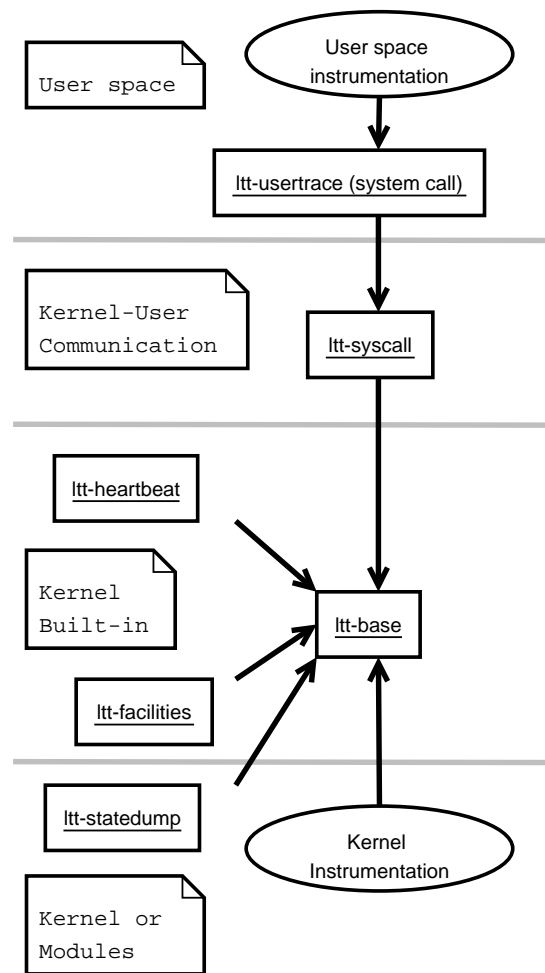 User space
User space
instrumentation
ltt-usertrace (system call)
Kernel-User
Communication
ltt-syscall
ltt-heartbeat
Kernel
Built-in
ltt-base
ltt-facilities
ltt-statedump
Kernel
Instrumentation
Kernel or
Modules